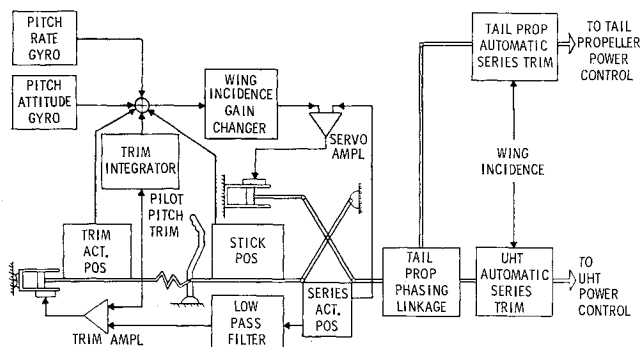 PITCH
RATE
GYRO
PITCH
ATTITUDE
GYRO
WING
INCIDENCE
GAIN
CHANGER
SERVO
AMPL
TAIL PROP
AUTOMATIC
SERIES TRIM
TO TAIL
PROPELLER
POWER
CONTROL
TRIM
INTEGRATOR
PILOT
PITCH
TRIM
WING
INCIDENCE
TRIM
ACT.
POS
STICK
POS
SERIES
ACT.
POS
TAIL
PROP
PHASING
LINKAGE
UHT
AUTOMATIC
SERIES
TRIM
TO
UHT
POWER
CONTROL
TRIM AMPL
LOW
PASS
FILTER